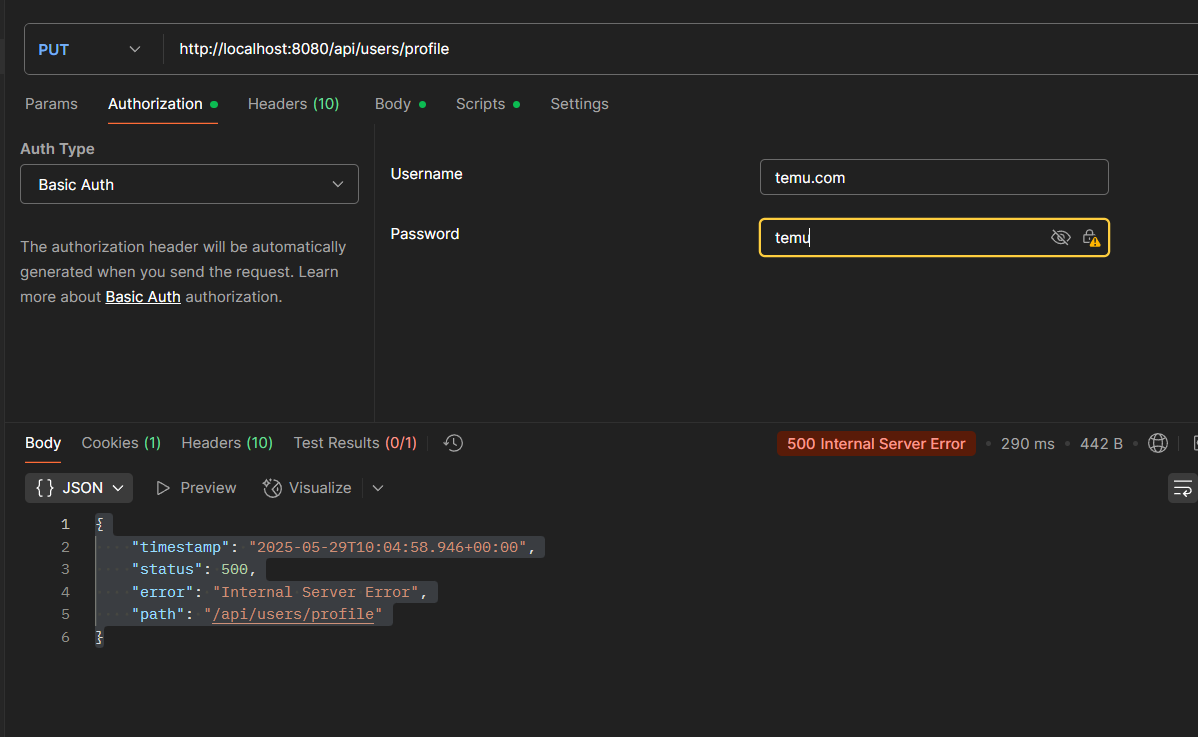 PUT http://localhost:8080/api/users/profile
Params Authorization Headers (10) Body Scripts Settings
Auth Type
Basic Auth
The authorization header will be automatically
generated when you send the request. Learn
more about Basic Auth authorization.
Username temu.com
Password temu
Body Cookies (1) Headers (10) Test Results (0/1) 500 Internal Server Error • 290 ms • 442 B •
{} JSON Preview Visualize
1 {
2 "timestamp": "2025-05-29T10:04:58.946+00:00",
3 "status": 500,
4 "error": "Internal Server Error",
5 "path": "/api/users/profile"
6 }